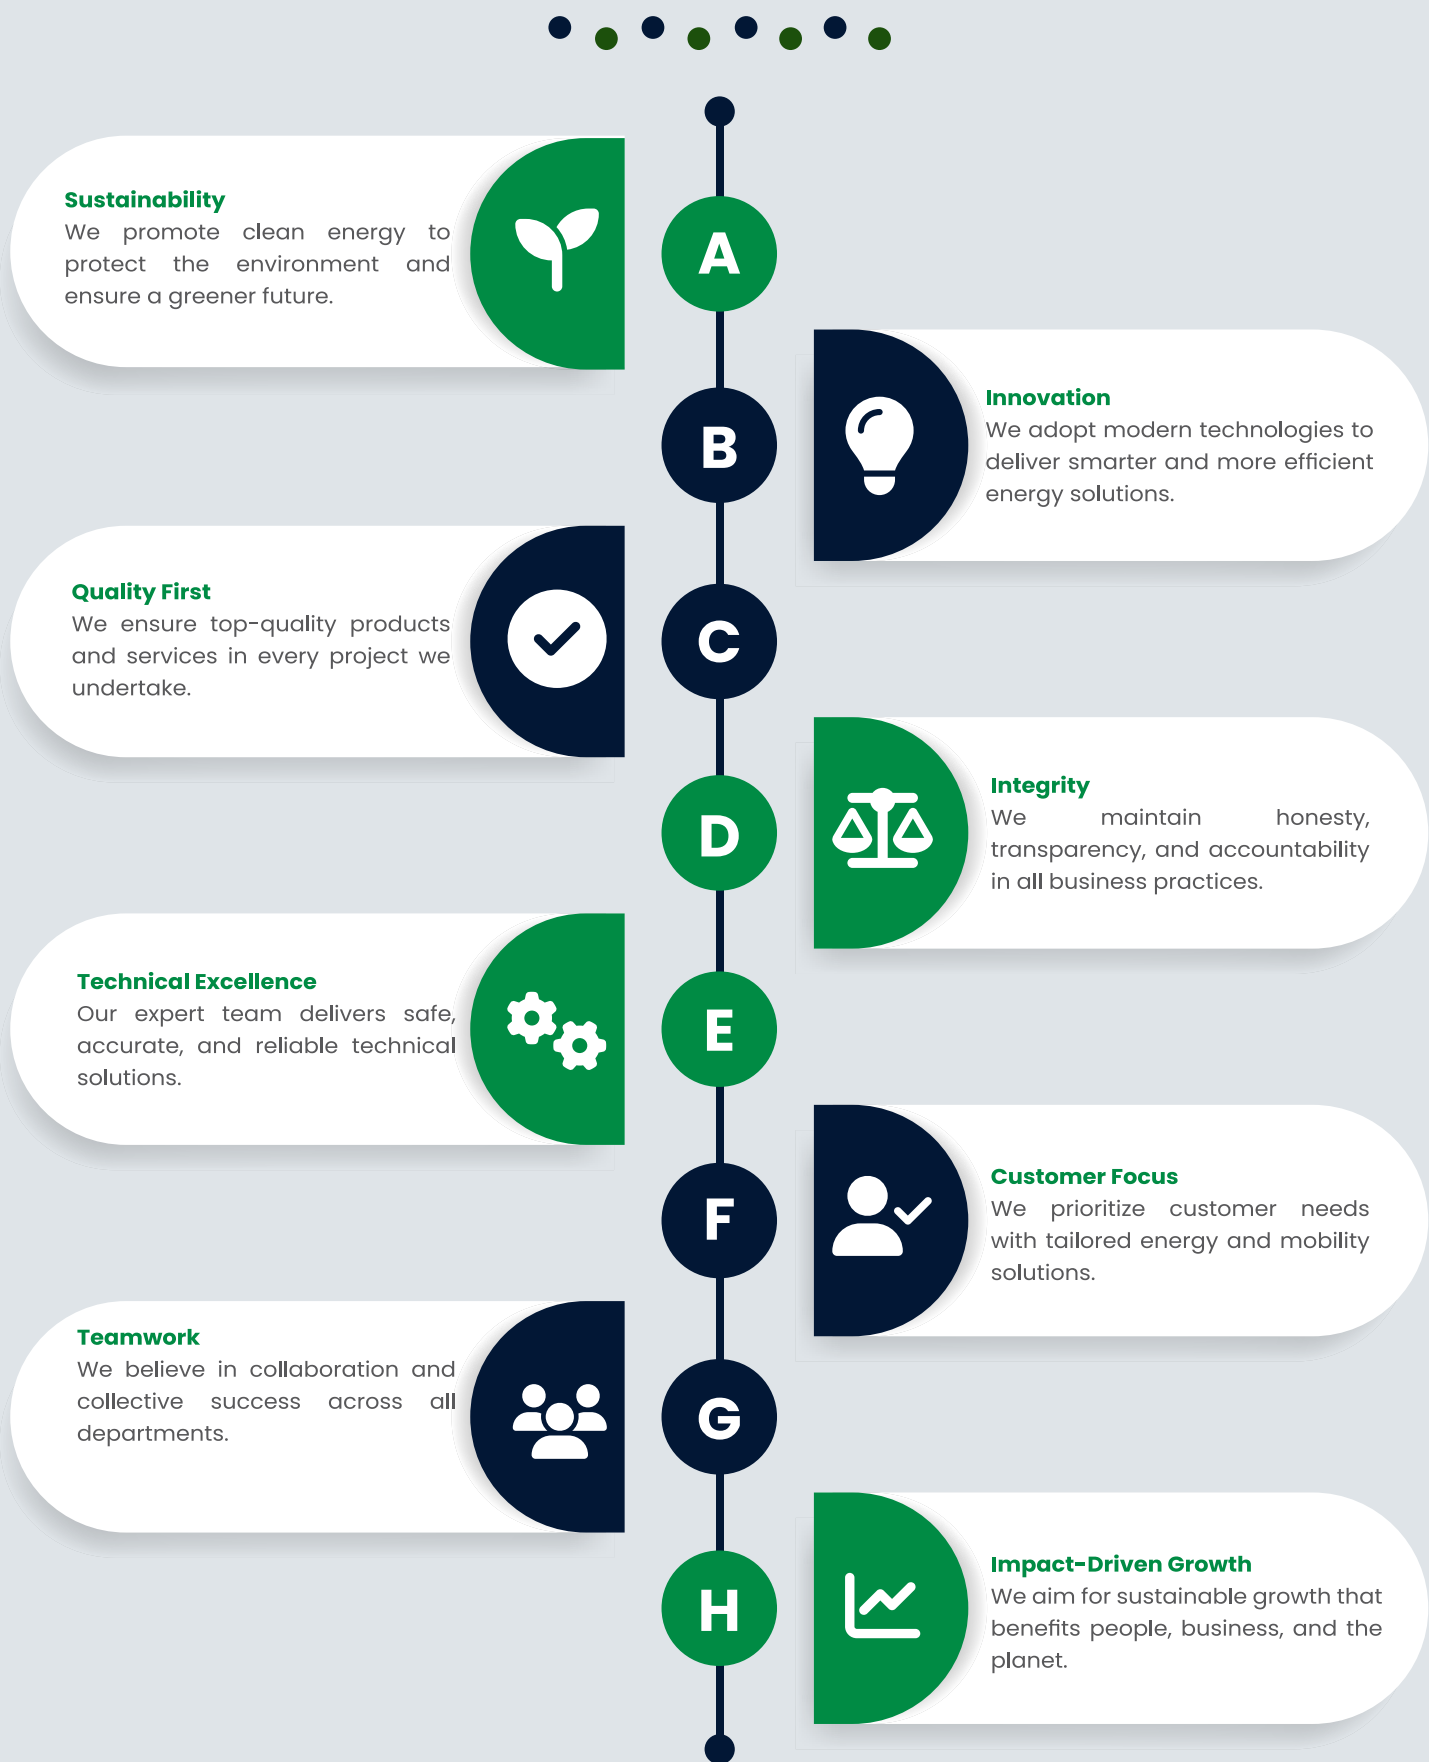 A
Sustainability
We promote clean energy to
protect the environment and
ensure a greener future.
B
Innovation
We adopt modern technologies to
deliver smarter and more efficient
energy solutions.
C
Quality First
We ensure top-quality products
and services in every project we
undertake.
D
Integrity
We maintain honesty,
transparency, and accountability
in all business practices.
E
Technical Excellence
Our expert team delivers safe,
accurate, and reliable technical
solutions.
F
Customer Focus
We prioritize customer needs
with tailored energy and mobility
solutions.
G
Teamwork
We believe in collaboration and
collective success across all
departments.
H
Impact-Driven Growth
We aim for sustainable growth that
benefits people, business, and the
planet.